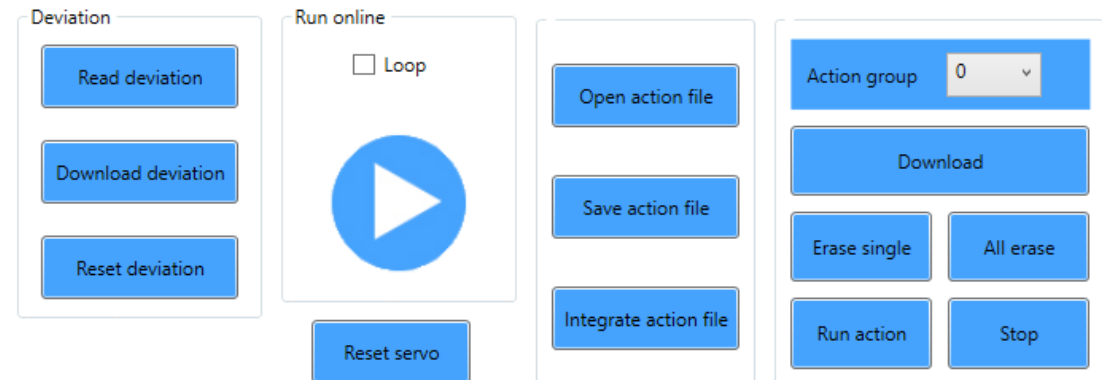 Deviation
Read deviation
Download deviation
Reset deviation
Run online
Loop
Reset servo
Open action file
Save action file
Integrate action file
Action group 0
Download
Erase single All erase
Run action Stop